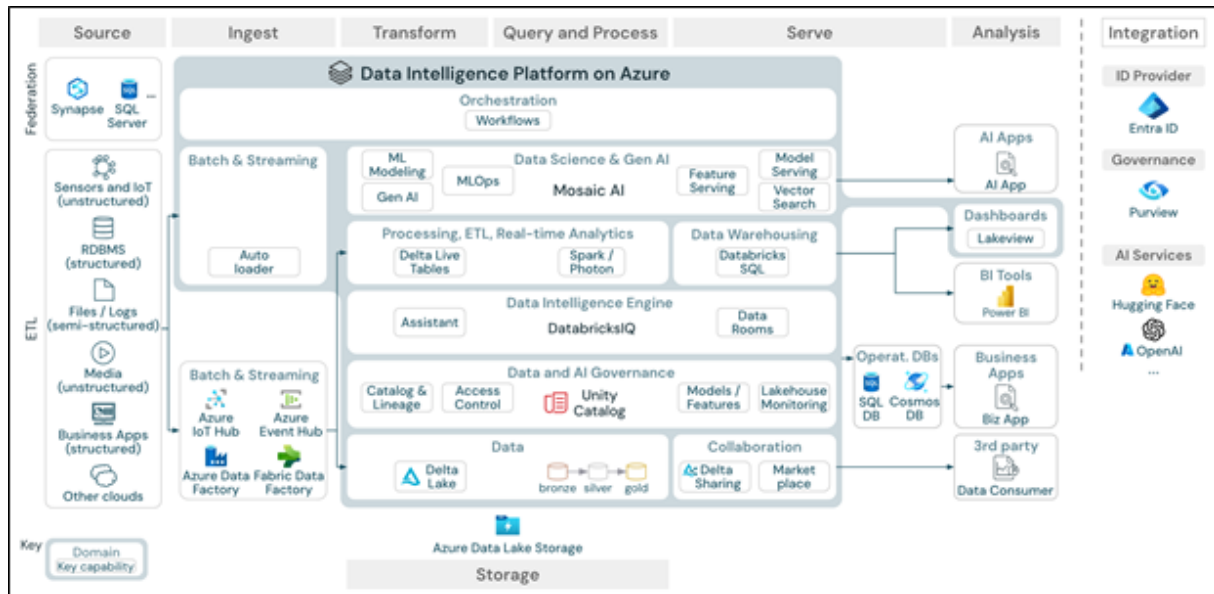 Source
Ingest
Transform
Query and Process
Serve
Analysis
Integration
Federation
Synapse
SQL
Server
...
Data Intelligence Platform on Azure
Orchestration
Workflows
ID Provider
Entra ID
Governance
Purview
AI Services
Hugging Face
OpenAI
...
ETL
Sensors and IoT
(unstructured)
RDBMS
(structured)
Files / Logs
(semi-structured)
Media
(unstructured)
Business Apps
(structured)
Other clouds
Batch & Streaming
Auto
loader
Batch & Streaming
Azure
IoT Hub
Azure
Event Hub
Azure Data
Factory
Fabric Data
Factory
Data Science & Gen AI
ML
Modeling
Gen AI
MLOps
Mosaic AI
Feature
Serving
Model
Serving
Vector
Search
Processing, ETL, Real-time Analytics
Delta Live
Tables
Spark /
Photon
Data Warehousing
Databricks
SQL
Data Intelligence Engine
Assistant
DatabricksIQ
Data
Rooms
Data and AI Governance
Catalog &
Lineage
Access
Control
Unity
Catalog
Models /
Features
Lakehouse
Monitoring
Data
Delta
Lake
bronze
silver
gold
Collaboration
Delta
Sharing
Market
place
Operat. DBs
SQL
DB
Cosmos
DB
AI Apps
AI App
Dashboards
Lakeview
BI Tools
Power BI
Business
Apps
Biz App
3rd party
Data Consumer
Key
Domain
Key capability
Azure Data Lake Storage
Storage